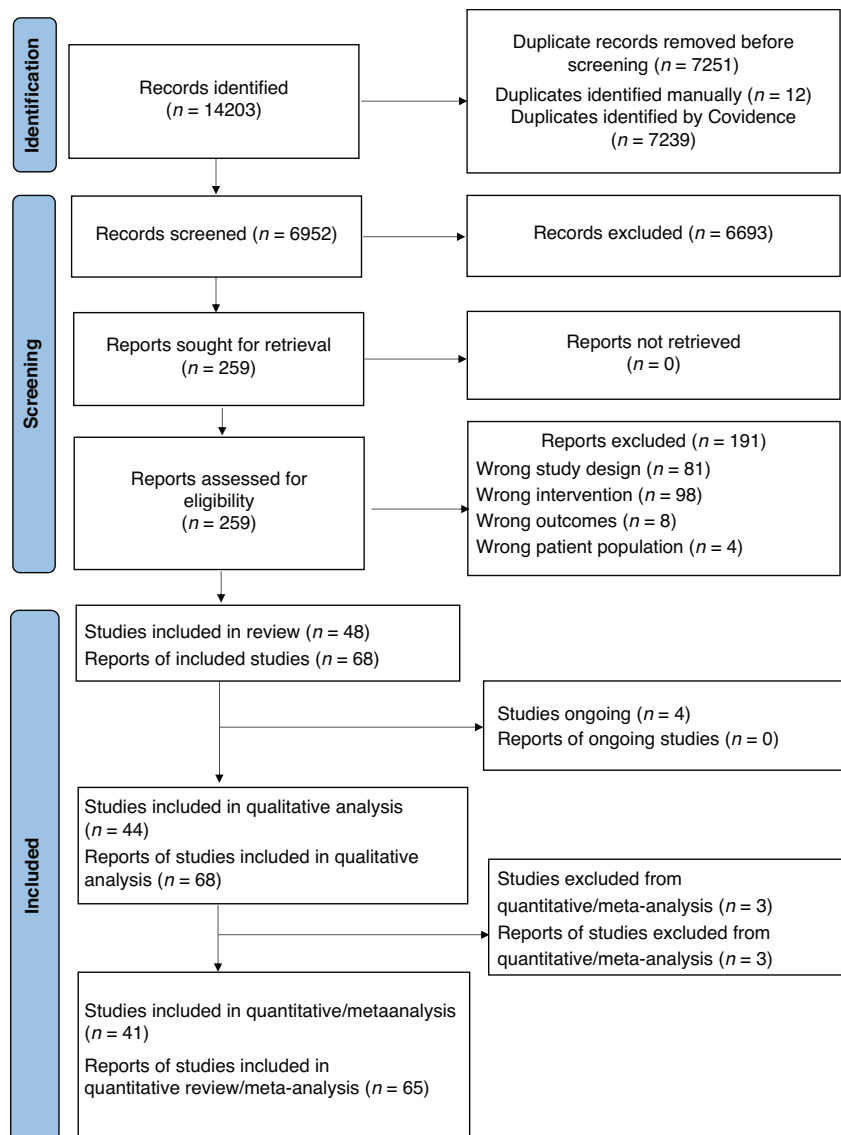 Identification
Records identified
(n = 14203)
Duplicate records removed before
screening (n = 7251)
Duplicates identified manually (n = 12)
Duplicates identified by Covidence
(n = 7239)
Screening
Records screened (n = 6952)
Records excluded (n = 6693)
Reports sought for retrieval
(n = 259)
Reports not retrieved
(n = 0)
Reports assessed for
eligibility
(n = 259)
Reports excluded (n = 191)
Wrong study design (n = 81)
Wrong intervention (n = 98)
Wrong outcomes (n = 8)
Wrong patient population (n = 4)
Included
Studies included in review (n = 48)
Reports of included studies (n = 68)
Studies ongoing (n = 4)
Reports of ongoing studies (n = 0)
Studies included in qualitative analysis
(n = 44)
Reports of studies included in qualitative
analysis (n = 68)
Studies excluded from
quantitative/meta-analysis (n = 3)
Reports of studies excluded from
quantitative/meta-analysis (n = 3)
Studies included in quantitative/metaanalysis
(n = 41)
Reports of studies included in
quantitative review/meta-analysis (n = 65)